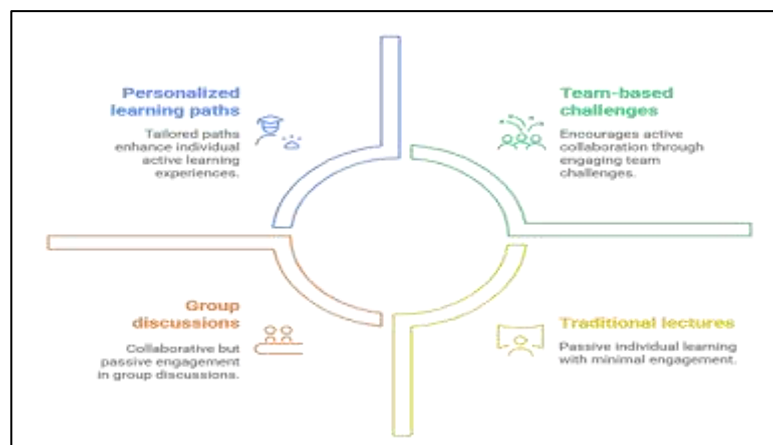 Personalized
learning paths
Tailored paths
enhance individual
active learning
experiences.
Team-based
challenges
Encourages active
collaboration through
engaging team
challenges.
Group
discussions
Collaborative but
passive engagement
in group discussions.
Traditional lectures
Passive individual learning
with minimal engagement.